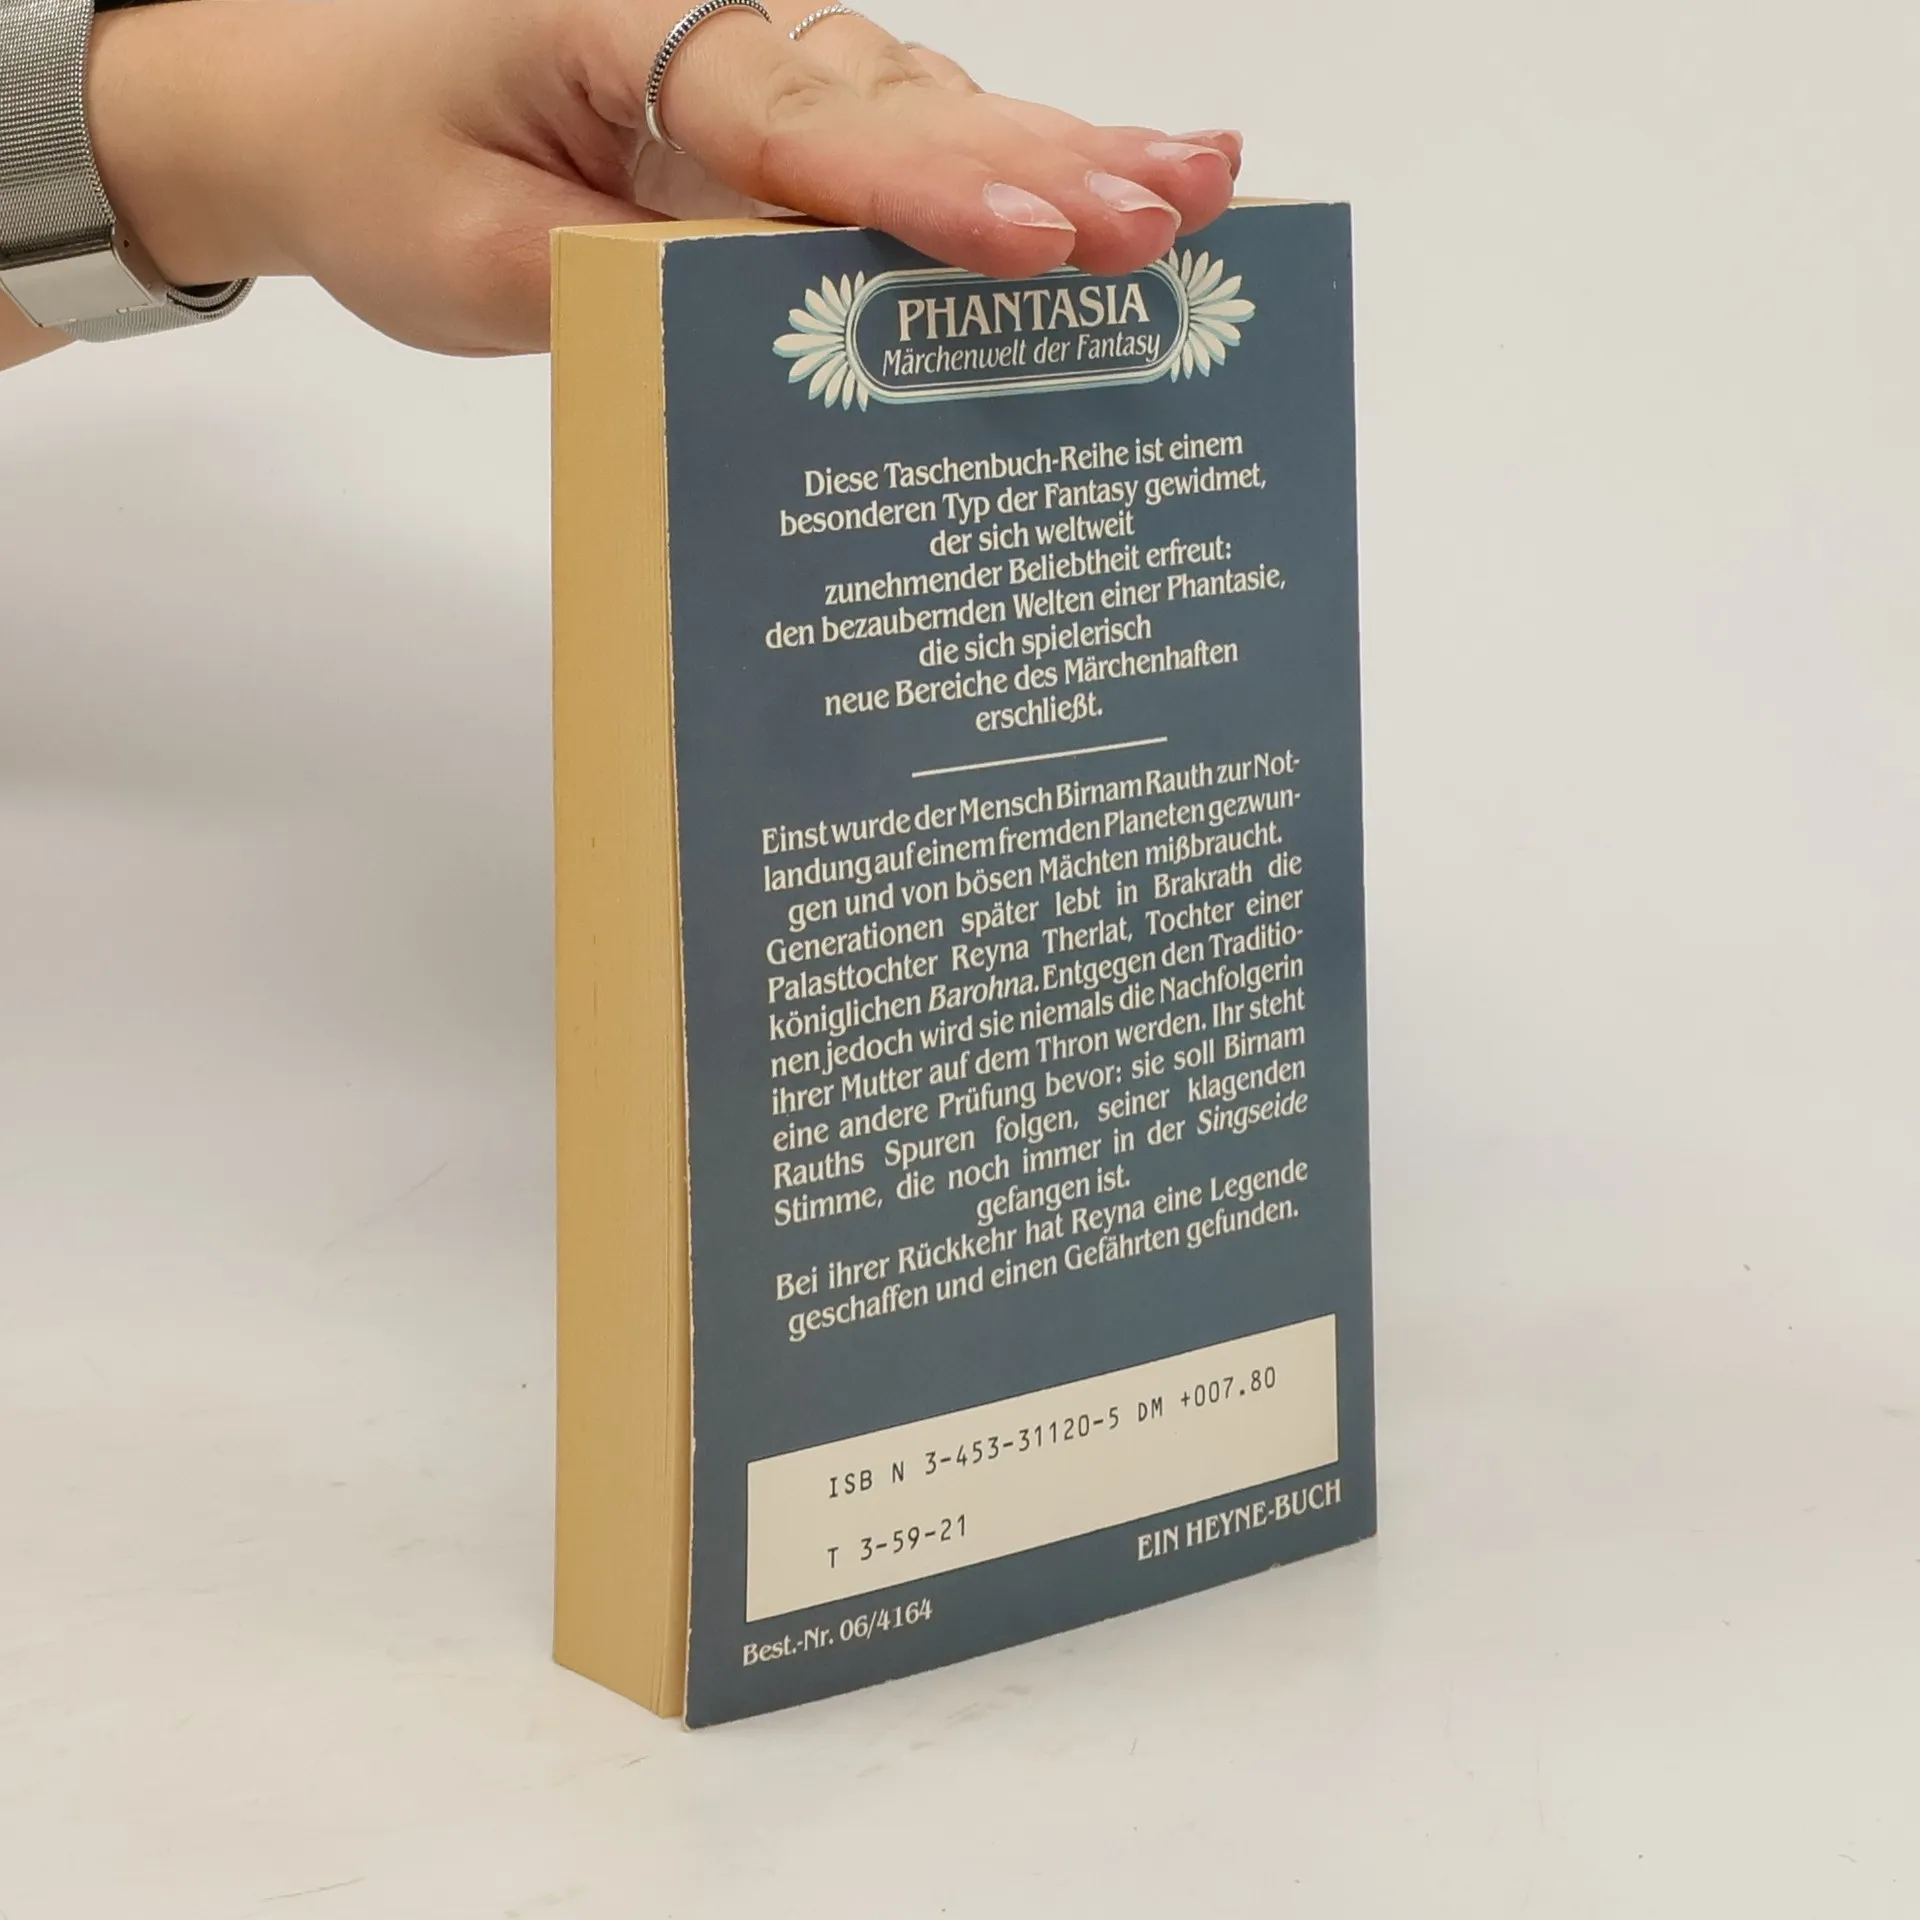 PHANTASIA
Märchenwelt der Fantasy
Diese Taschenbuch-Reihe ist einem
besonderen Typ der Fantasy gewidmet,
der sich weltweit
zunehmender Beliebtheit erfreut:
den bezaubernden Welten einer Phantasie,
die sich spielerisch
neue Bereiche des Märchenhaften
erschließt.
Einst wurde der Mensch Birnam Rauth zur Not-
landung auf einem fremden Planeten gezwun-
gen und von bösen Mächten mißbraucht.
Generationen später lebt in Brakrath die
Palasttochter Reyna Therlat, Tochter einer
königlichen Barohna. Entgegen den Traditio-
nen jedoch wird sie niemals die Nachfolgerin
ihrer Mutter auf dem Thron werden. Ihr steht
eine andere Prüfung bevor: sie soll Birnam
Rauths Spuren folgen, seiner klagenden
Stimme, die noch immer in der Singseide
gefangen ist.
Bei ihrer Rückkehr hat Reyna eine Legende
geschaffen und einen Gefährten gefunden.
ISB N 3-453-31120-5 DM +007.80
T 3-59-21
EIN HEYNE-BUCH
Best.-Nr. 06/4164